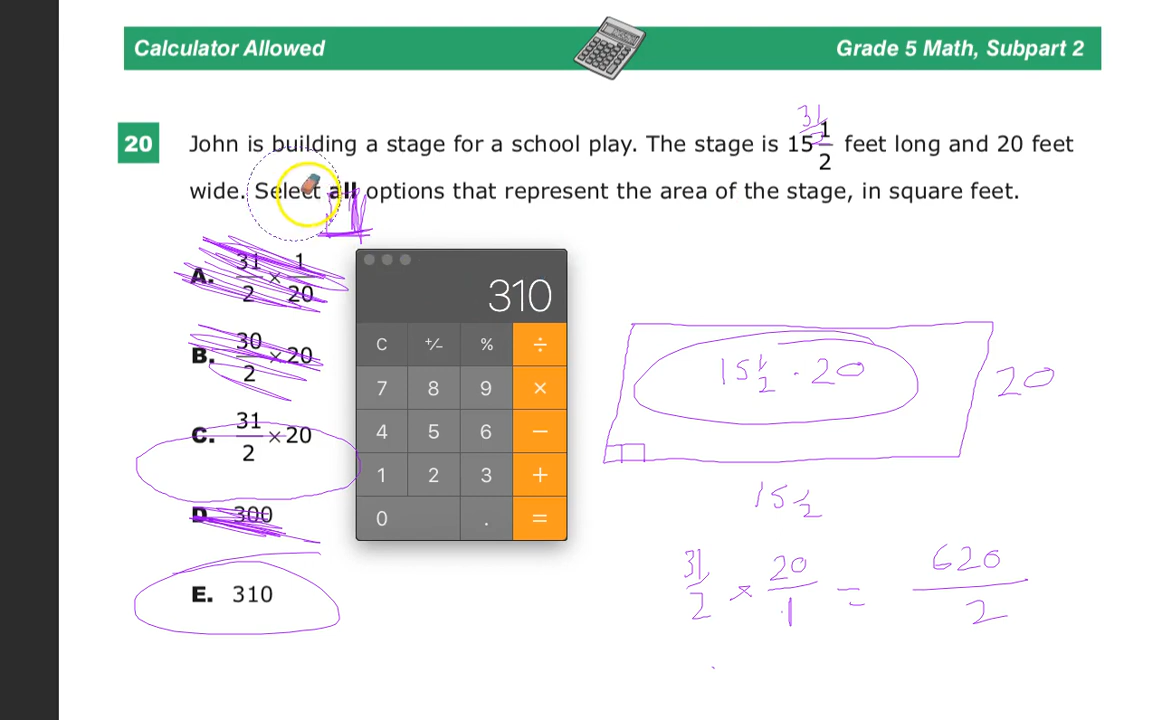 Calculator Allowed
Grade 5 Math, Subpart 2
31
20 John is building a stage for a school play. The stage is 15 1/2 feet long and 20 feet
wide. Select all options that represent the area of the stage, in square feet.
A. 31/2 × 1/20
B. 30/2 × 20
C. 31/2 × 20
D. 300
E. 310
310
C +/- % ÷
7 8 9 ×
4 5 6 −
1 2 3 +
0 . =
15 1/2 · 20
20
15 1/2
31/2 × 20/1 = 620/2